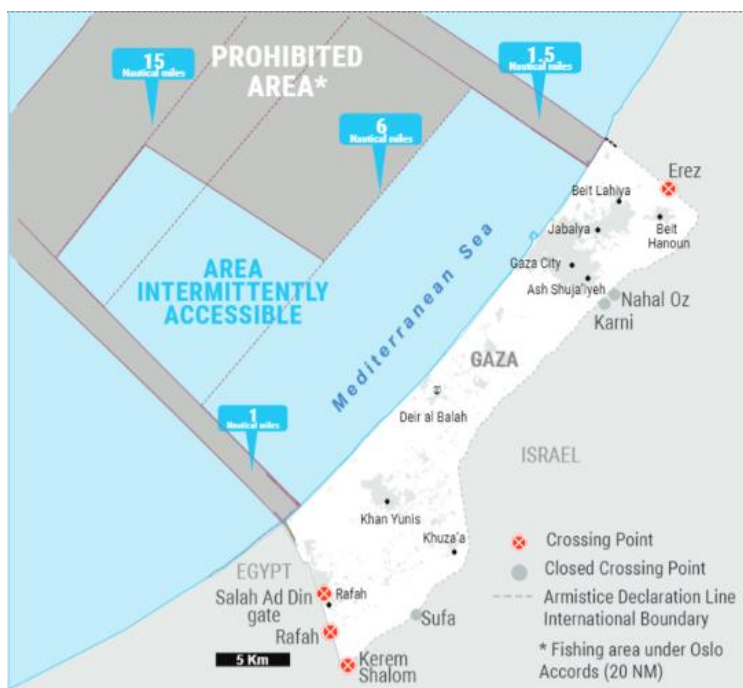 15
Nautical miles
PROHIBITED
AREA*
1.5
Nautical miles
6
Nautical miles
Erez
Beit Lahiya
Jabalya
Beit
Hanoun
Gaza City
Ash Shuja'iyeh
Nahal Oz
Karni
AREA
INTERMITTENTLY
ACCESSIBLE
Mediterranean Sea
GAZA
Deir al Balah
1
Nautical miles
ISRAEL
Khan Yunis
Khuza'a
EGYPT
Salah Ad Din
gate
Rafah
Rafah
Sufa
Kerem
Shalom
5 Km
Crossing Point
Closed Crossing Point
Armistice Declaration Line
International Boundary
* Fishing area under Oslo
Accords (20 NM)